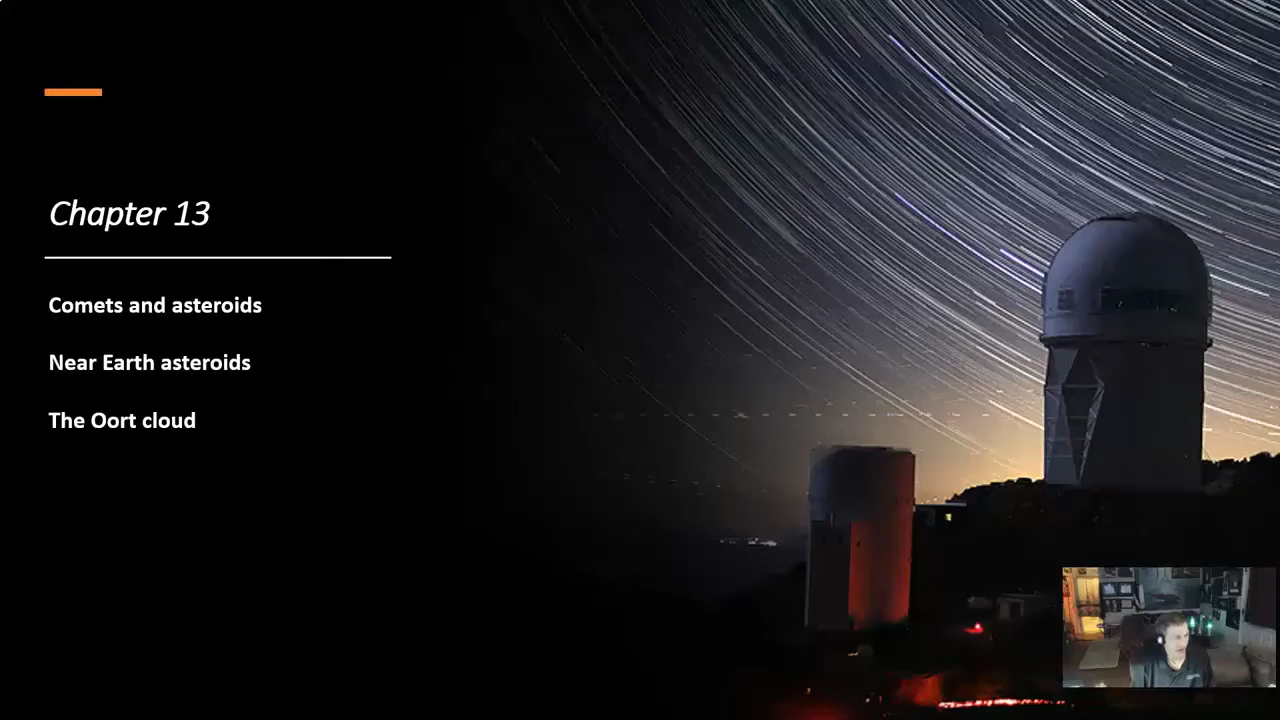 Chapter 13
Comets and asteroids
Near Earth asteroids
The Oort cloud